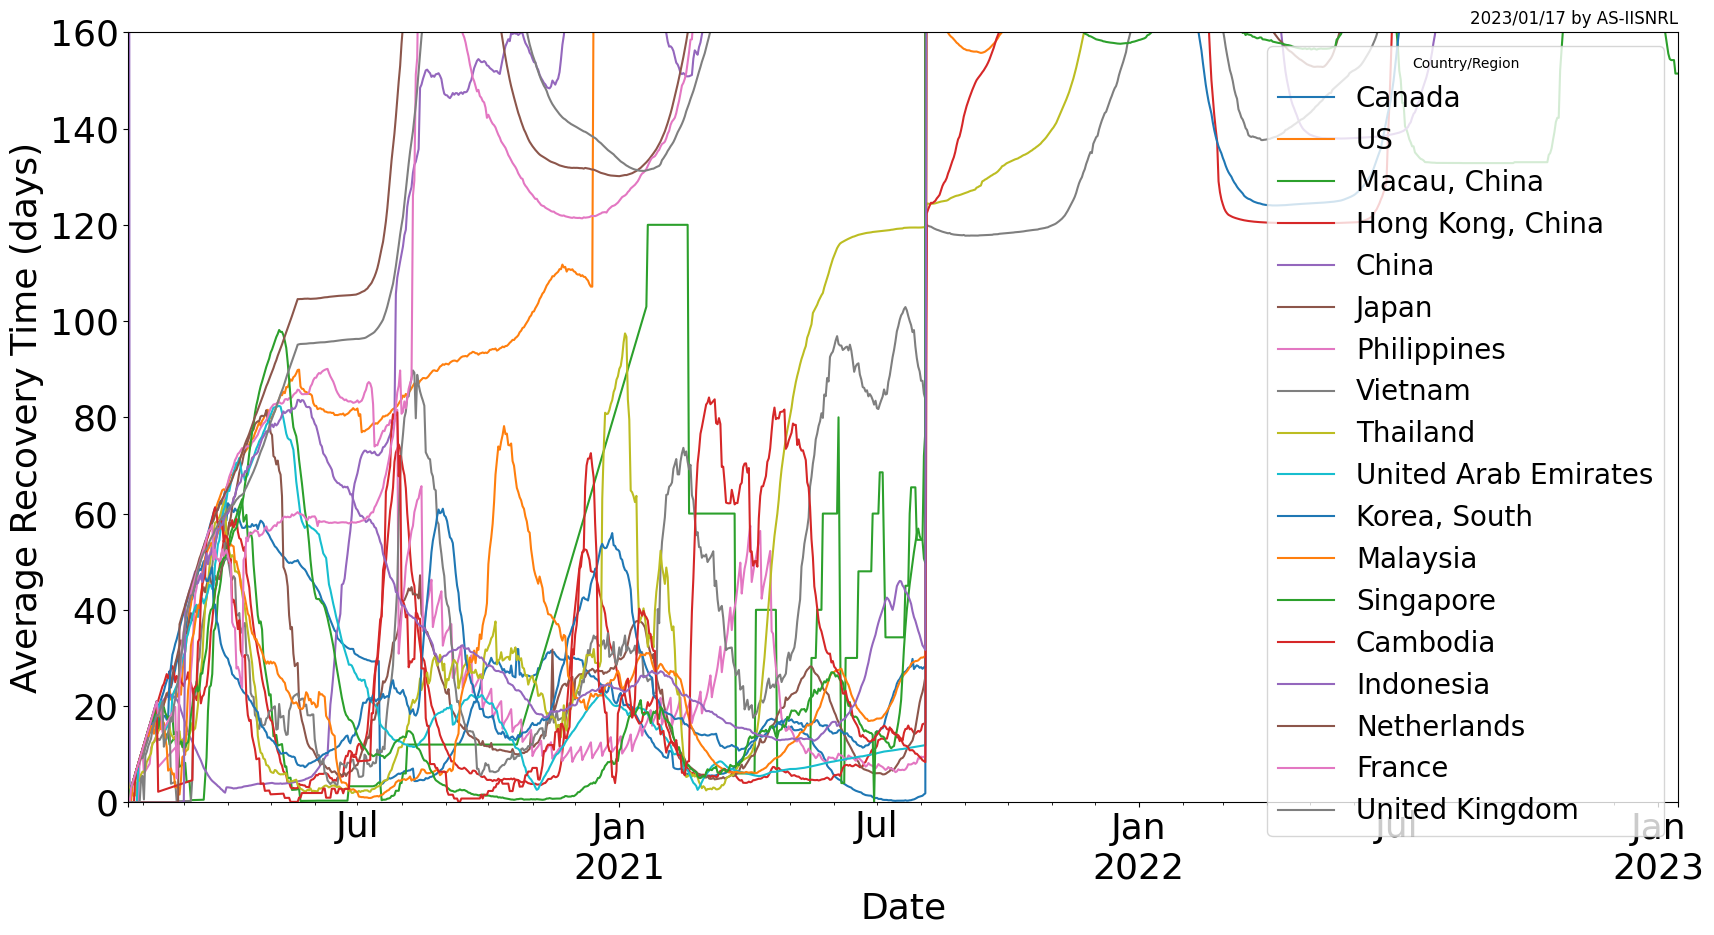 2023/01/17 by AS-IISNRL
160
140
120
100
80
60
40
20
0
Average Recovery Time (days)
Country/Region
Canada
US
Macau, China
Hong Kong, China
China
Japan
Philippines
Vietnam
Thailand
United Arab Emirates
Korea, South
Malaysia
Singapore
Cambodia
Indonesia
Netherlands
France
United Kingdom
Jul
Jan
2021
Jul
Jan
2022
Jul
Jan
2023
Date